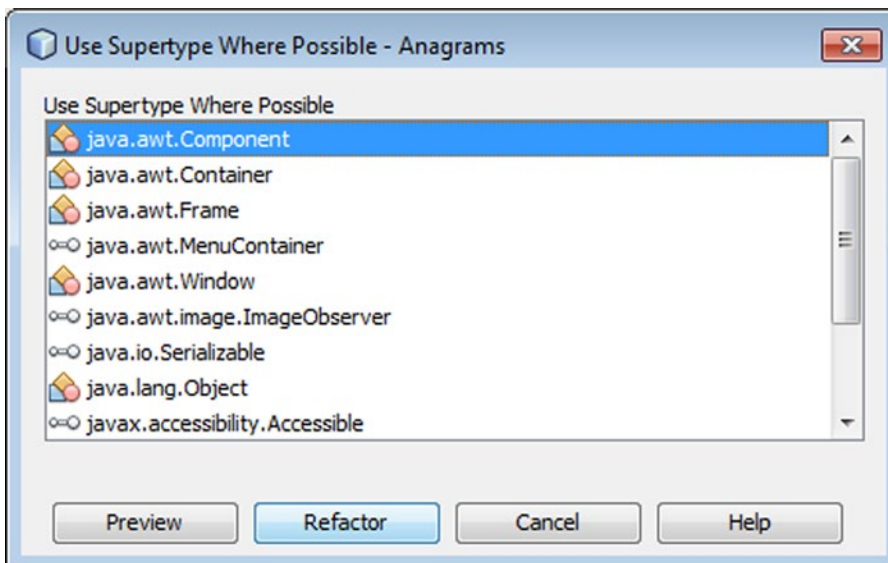 Use Supertype Where Possible - Anagrams
Use Supertype Where Possible
java.awt.Component
java.awt.Container
java.awt.Frame
java.awt.MenuContainer
java.awt.Window
java.awt.image.ImageObserver
java.io.Serializable
java.lang.Object
javax.accessibility.Accessible
Preview Refactor Cancel Help